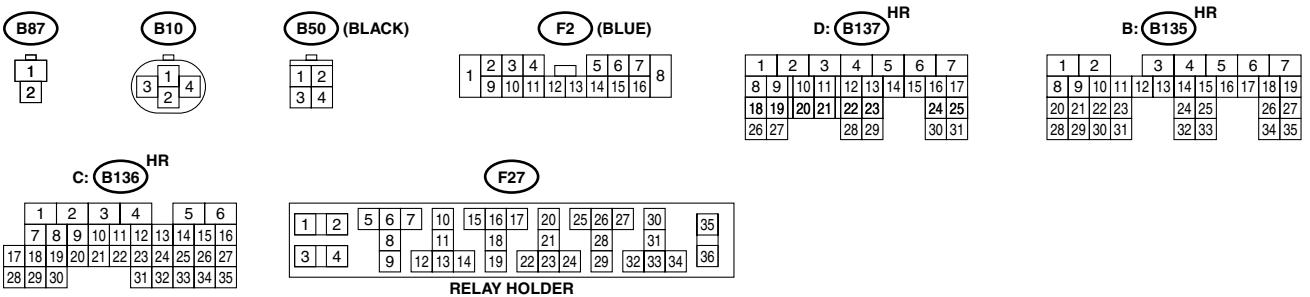 B87 B10 B50 (BLACK) F2 (BLUE) D: B137 HR B: B135 HR
1
2
1
3 4
2
1 2
3 4
2 3 4 5 6 7
1 8
9 10 11 12 13 14 15 16
1 2 3 4 5 6 7
8 9 10 11 12 13 14 15 16 17
18 19 20 21 22 23 24 25
26 27 28 29 30 31
1 2 3 4 5 6 7
8 9 10 11 12 13 14 15 16 17 18 19
20 21 22 23 24 25 26 27
28 29 30 31 32 33 34 35
C: B136 HR F27
1 2 3 4 5 6
7 8 9 10 11 12 13 14 15 16
17 18 19 20 21 22 23 24 25 26 27
28 29 30 31 32 33 34 35
1 2 5 6 7 10 15 16 17 20 25 26 27 30 35
8 11 18 21 28 31
3 4 9 12 13 14 19 22 23 24 29 32 33 34 36
RELAY HOLDER